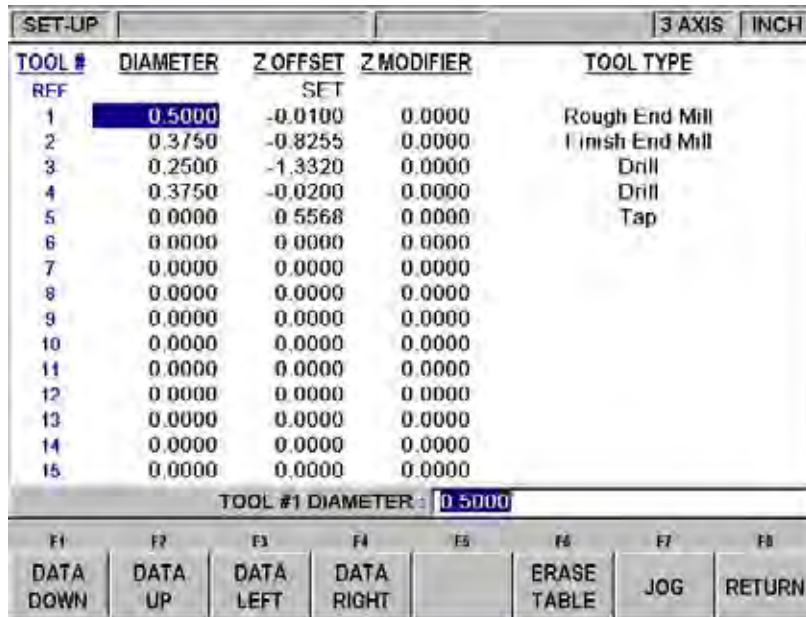 SET-UP 3 AXIS INCH
TOOL # DIAMETER Z OFFSET Z MODIFIER TOOL TYPE
REF SET
1 0.5000 -0.0100 0.0000 Rough End Mill
2 0.3750 -0.8255 0.0000 Finish End Mill
3 0.2500 -1.3320 0.0000 Drill
4 0.3750 -0.0200 0.0000 Drill
5 0.0000 0.5568 0.0000 Tap
6 0.0000 0.0000 0.0000
7 0.0000 0.0000 0.0000
8 0.0000 0.0000 0.0000
9 0.0000 0.0000 0.0000
10 0.0000 0.0000 0.0000
11 0.0000 0.0000 0.0000
12 0.0000 0.0000 0.0000
13 0.0000 0.0000 0.0000
14 0.0000 0.0000 0.0000
15 0.0000 0.0000 0.0000
TOOL #1 DIAMETER : 0.5000
F1 F2 F3 F4 F5 F6 F7 F8
DATA DATA DATA DATA ERASE JOG RETURN
DOWN UP LEFT RIGHT TABLE